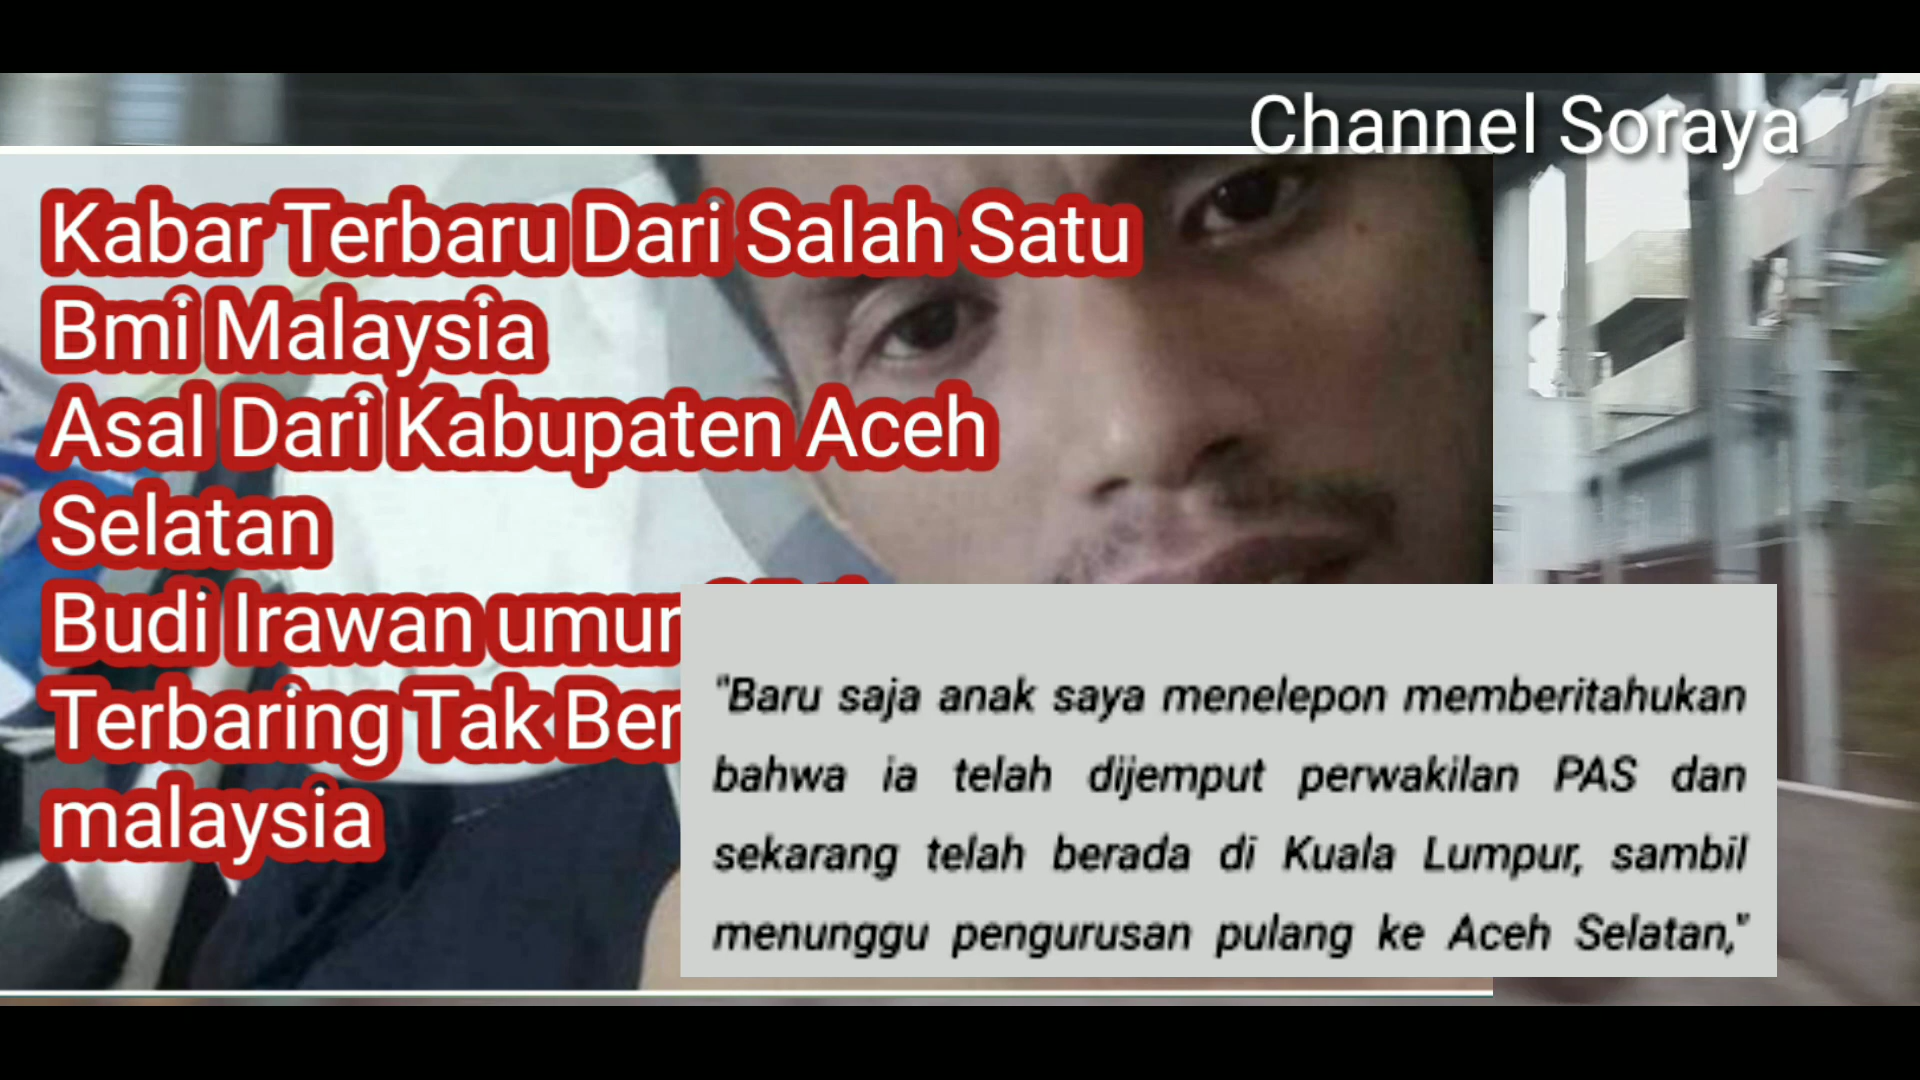 Channel Soraya
Kabar Terbaru Dari Salah Satu
Bmi Malaysia
Asal Dari Kabupaten Aceh
Selatan
Budi Irawan umur
Terbaring Tak
malaysia
"Baru saja anak saya menelepon memberitahukan
bahwa ia telah dijemput perwakilan PAS dan
sekarang telah berada di Kuala Lumpur, sambil
menunggu pengurusan pulang ke Aceh Selatan,"